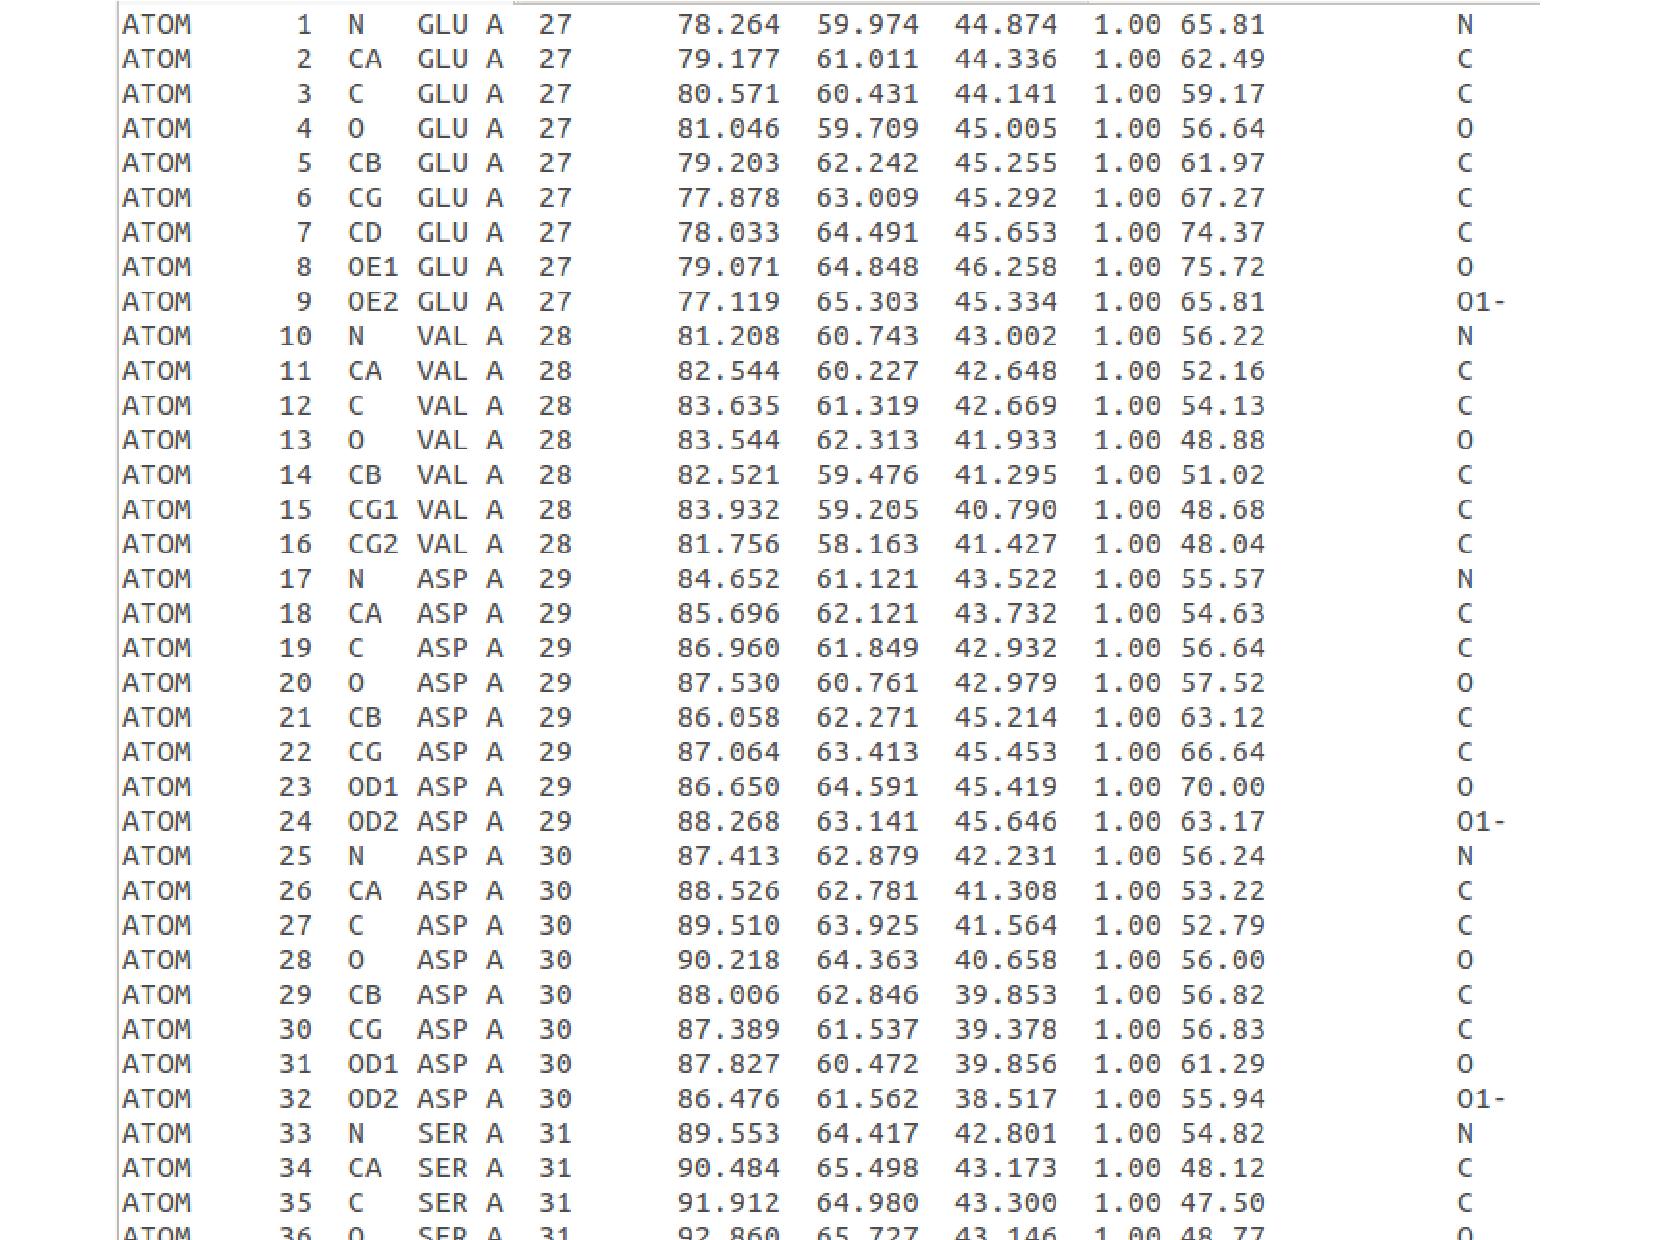 ATOM 1 N GLU A 27 78.264 59.974 44.874 1.00 65.81 N
ATOM 2 CA GLU A 27 79.177 61.011 44.336 1.00 62.49 C
ATOM 3 C GLU A 27 80.571 60.431 44.141 1.00 59.17 C
ATOM 4 O GLU A 27 81.046 59.709 45.005 1.00 56.64 O
ATOM 5 CB GLU A 27 79.203 62.242 45.255 1.00 61.97 C
ATOM 6 CG GLU A 27 77.878 63.009 45.292 1.00 67.27 C
ATOM 7 CD GLU A 27 78.033 64.491 45.653 1.00 74.37 C
ATOM 8 OE1 GLU A 27 79.071 64.848 46.258 1.00 75.72 O
ATOM 9 OE2 GLU A 27 77.119 65.303 45.334 1.00 65.81 O1-
ATOM 10 N VAL A 28 81.208 60.743 43.002 1.00 56.22 N
ATOM 11 CA VAL A 28 82.544 60.227 42.648 1.00 52.16 C
ATOM 12 C VAL A 28 83.635 61.319 42.669 1.00 54.13 C
ATOM 13 O VAL A 28 83.544 62.313 41.933 1.00 48.88 O
ATOM 14 CB VAL A 28 82.521 59.476 41.295 1.00 51.02 C
ATOM 15 CG1 VAL A 28 83.932 59.205 40.790 1.00 48.68 C
ATOM 16 CG2 VAL A 28 81.756 58.163 41.427 1.00 48.04 C
ATOM 17 N ASP A 29 84.652 61.121 43.522 1.00 55.57 N
ATOM 18 CA ASP A 29 85.696 62.121 43.732 1.00 54.63 C
ATOM 19 C ASP A 29 86.960 61.849 42.932 1.00 56.64 C
ATOM 20 O ASP A 29 87.530 60.761 42.979 1.00 57.52 O
ATOM 21 CB ASP A 29 86.058 62.271 45.214 1.00 63.12 C
ATOM 22 CG ASP A 29 87.064 63.413 45.453 1.00 66.64 C
ATOM 23 OD1 ASP A 29 86.650 64.591 45.419 1.00 70.00 O
ATOM 24 OD2 ASP A 29 88.268 63.141 45.646 1.00 63.17 O1-
ATOM 25 N ASP A 30 87.413 62.879 42.231 1.00 56.24 N
ATOM 26 CA ASP A 30 88.526 62.781 41.308 1.00 53.22 C
ATOM 27 C ASP A 30 89.510 63.925 41.564 1.00 52.79 C
ATOM 28 O ASP A 30 90.218 64.363 40.658 1.00 56.00 O
ATOM 29 CB ASP A 30 88.006 62.846 39.853 1.00 56.82 C
ATOM 30 CG ASP A 30 87.389 61.537 39.378 1.00 56.83 C
ATOM 31 OD1 ASP A 30 87.827 60.472 39.856 1.00 61.29 O
ATOM 32 OD2 ASP A 30 86.476 61.562 38.517 1.00 55.94 O1-
ATOM 33 N SER A 31 89.553 64.417 42.801 1.00 54.82 N
ATOM 34 CA SER A 31 90.484 65.498 43.173 1.00 48.12 C
ATOM 35 C SER A 31 91.912 64.980 43.300 1.00 47.50 C
ATOM 36 O SER A 31 92.860 65.727 43.146 1.00 48.77 O